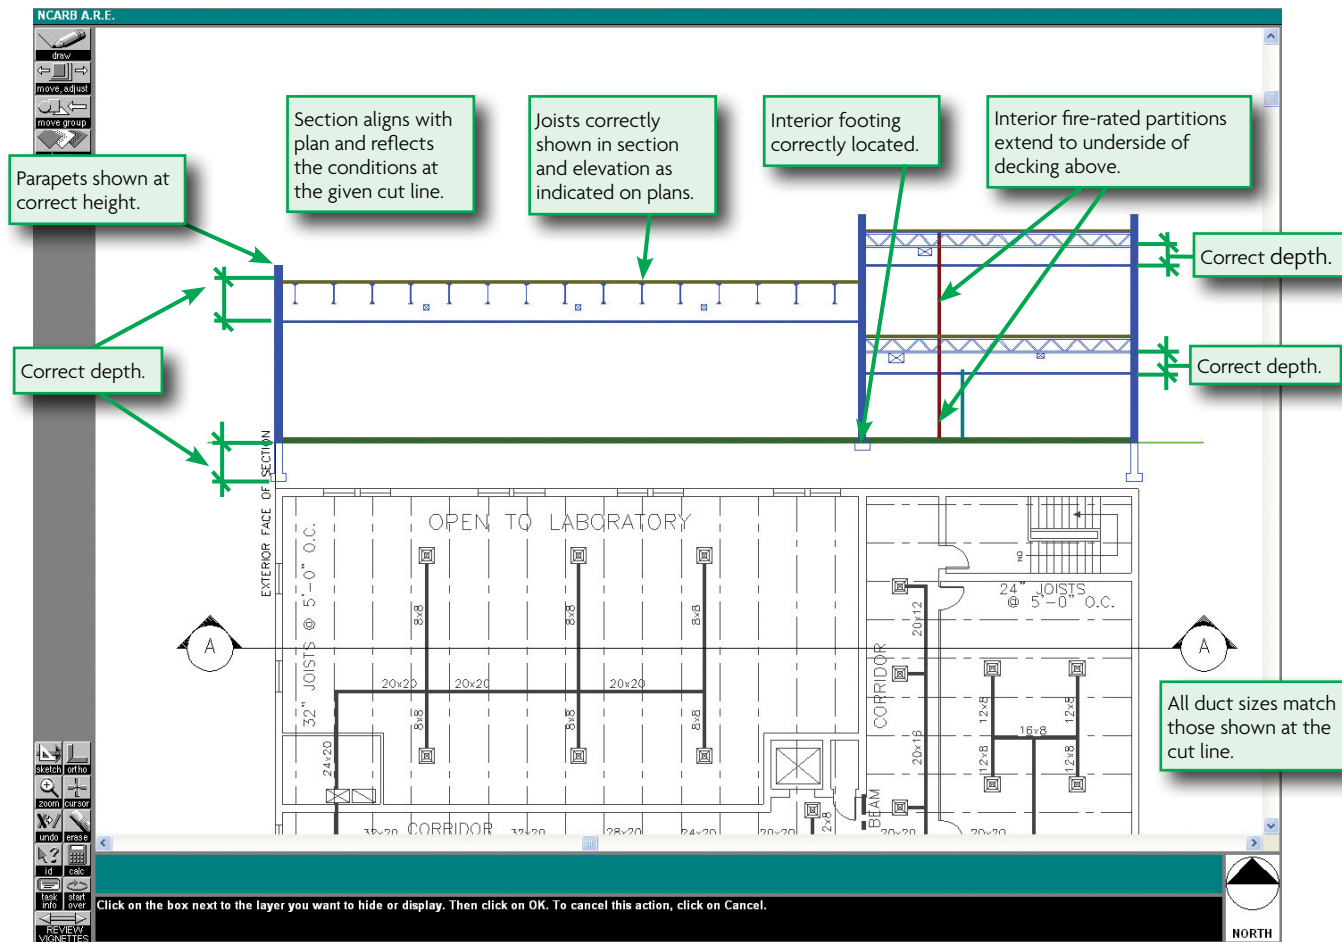 NCARB A.R.E.
draw
move, adjust
move group
Section aligns with
plan and reflects
the conditions at
the given cut line.
Joists correctly
shown in section
and elevation as
indicated on plans.
Interior footing
correctly located.
Interior fire-rated partitions
extend to underside of
decking above.
Parapets shown at
correct height.
Correct depth.
Correct depth.
Correct depth.
EXTERIOR FACE OF SECTION
OPEN TO LABORATORY
32" JOISTS @ 5'-0" O.C.
8x8
8x8
8x8
20x20
20x20
20x20
8x8
8x8
8x8
24x20
DN
24" JOISTS
@ 5'-0" O.C.
20x12
CORRIDOR
20x16
12x8
12x8
16x8
12x8
12x8
A
A
All duct sizes match
those shown at the
cut line.
BEAM
CORRIDOR
32x20
32x20
28x20
24x20
20x20
20x20
20x20
sketch
ortho
zoom
cursor
undo
erase
id
calc
task
info
start
over
REVIEW
VIGNETTES
Click on the box next to the layer you want to hide or display. Then click on OK. To cancel this action, click on Cancel.
NORTH